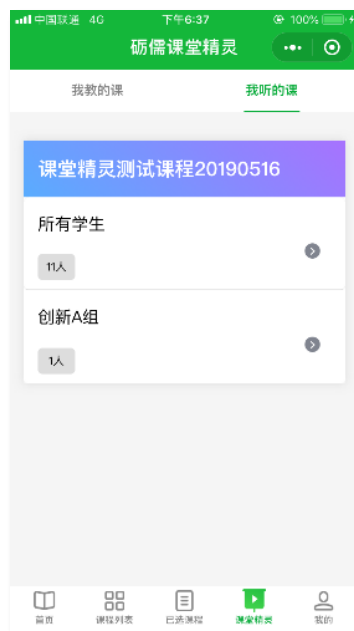 中国联通 4G 下午6:37 100%
砺儒课堂精灵
我教的课 我听的课
课堂精灵测试课程20190516
所有学生
11人
创新A组
1人
首页 课程列表 已选课程 课堂精灵 我的